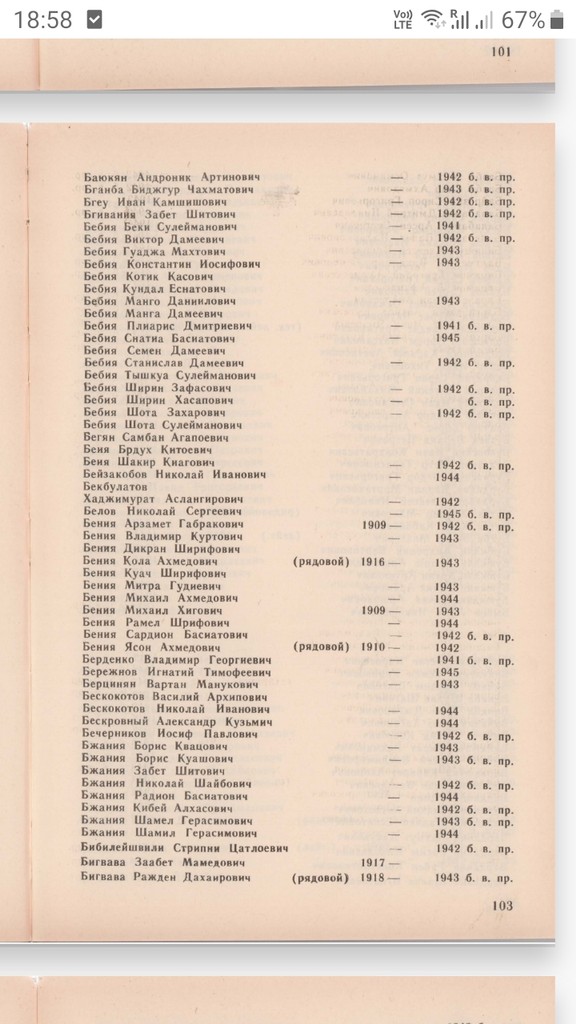 18:58 Vo)) LTE R 67%
101
Баюкян Андроник Артинович — 1942 б. в. пр.
Бганба Биджгур Чахматович — 1943 б. в. пр.
Бгеу Иван Камшишович — 1942 б. в. пр.
Бгивания Забет Шитович — 1942 б. в. пр.
Бебия Беки Сулейманович — 1941
Бебия Виктор Дамеевич — 1942 б. в. пр.
Бебия Гуаджа Махтович — 1943
Бебия Константин Иосифович — 1943
Бебия Котик Касович
Бебия Кундал Еснатович
Бебия Манго Даниилович — 1943
Бебия Манга Дамеевич
Бебия Плиарис Дмитриевич — 1941 б. в. пр.
Бебия Снатиа Басиатович — 1945
Бебия Семен Дамеевич
Бебия Станислав Дамеевич — 1942 б. в. пр.
Бебия Тышкуа Сулейманович
Бебия Ширин Зафасович — 1942 б. в. пр.
Бебия Ширин Хасапович — б. в. пр.
Бебия Шота Захарович — 1942 б. в. пр.
Бебия Шота Сулейманович
Бегян Самбан Агапоевич
Беия Брдух Китоевич
Беия Шакир Киагович — 1942 б. в. пр.
Бейзакобов Николай Иванович — 1944
Бекбулатов
Хаджимурат Аслангирович — 1942
Белов Николай Сергеевич — 1945 б. в. пр.
Бения Арзамет Габракович 1909 — 1942 б. в. пр.
Бения Владимир Куртович — 1943
Бения Дикран Ширифович
Бения Кола Ахмедович (рядовой) 1916 — 1943
Бения Куач Ширифович
Бения Митра Гудиевич — 1943
Бения Михаил Ахмедович — 1944
Бения Михаил Хигович 1909 — 1943
Бения Рамел Шрифович — 1944
Бения Сардион Басиатович — 1942 б. в. пр.
Бения Ясон Ахмедович (рядовой) 1910 — 1942
Берденко Владимир Георгиевич — 1941 б. в. пр.
Бережнов Игнатий Тимофеевич — 1945
Берцинян Вартан Манукович — 1943
Бескокотов Василий Архипович
Бескокотов Николай Иванович — 1944
Бескровный Александр Кузьмич — 1944
Бечерников Иосиф Павлович — 1942 б. в. пр.
Бжания Борис Квацович — 1943
Бжания Борис Куашович — 1943 б. в. пр.
Бжания Забет Шитович
Бжания Николай Шайбович — 1942 б. в. пр.
Бжания Радион Басиатович — 1944
Бжания Кибей Алхасович — 1942 б. в. пр.
Бжания Шамел Герасимович — 1943 б. в. пр.
Бжания Шамил Герасимович — 1944
Бибилейшвили Стрипни Цатлоевич — 1942 б. в. пр.
Бигвава Заабет Мамедович 1917 —
Бигвава Ражден Дахаирович (рядовой) 1918 — 1943 б. в. пр.
103